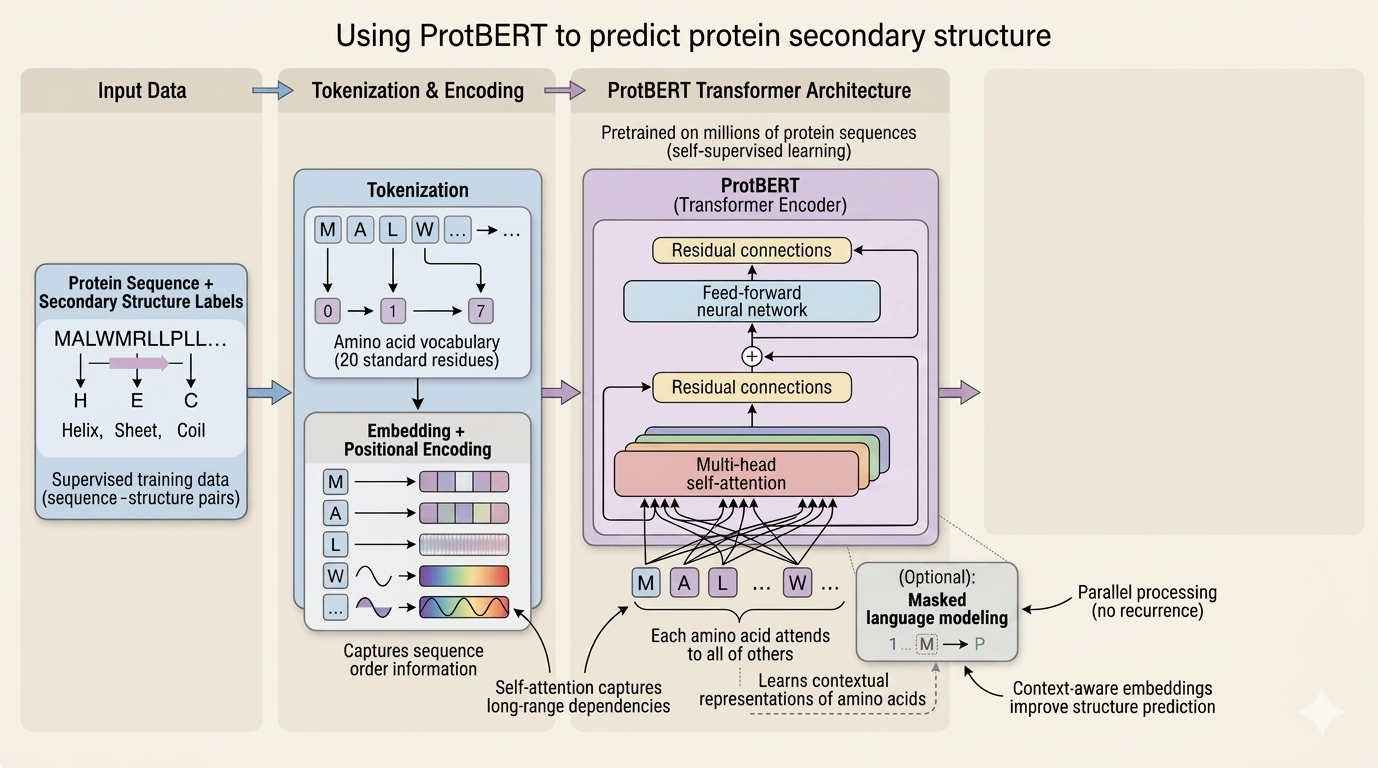 Using ProtBERT to predict protein secondary structure
Input Data
Tokenization & Encoding
ProtBERT Transformer Architecture
Protein Sequence +
Secondary Structure Labels
MALWMRLLPLL...
H E C
Helix, Sheet, Coil
Supervised training data
(sequence-structure pairs)
Tokenization
M A L W ... ...
0 1 7
Amino acid vocabulary
(20 standard residues)
Embedding +
Positional Encoding
M
A
L
W
...
Captures sequence
order information
Pretrained on millions of protein sequences
(self-supervised learning)
ProtBERT
(Transformer Encoder)
Residual connections
Feed-forward
neural network
+
Residual connections
Multi-head
self-attention
M A L ... W ...
Each amino acid attends
to all of others
Self-attention captures
long-range dependencies
Learns contextual
representations of amino acids
(Optional):
Masked
language modeling
1... M P
Parallel processing
(no recurrence)
Context-aware embeddings
improve structure prediction